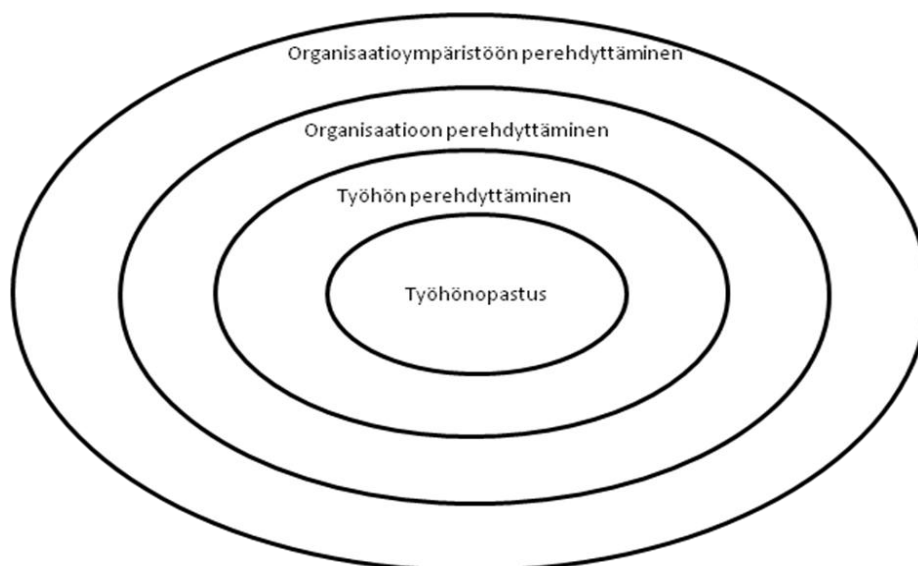 Organisaatioympäristöön perehdyttäminen
Organisaatioon perehdyttäminen
Työhön perehdyttäminen
Työhönopastus